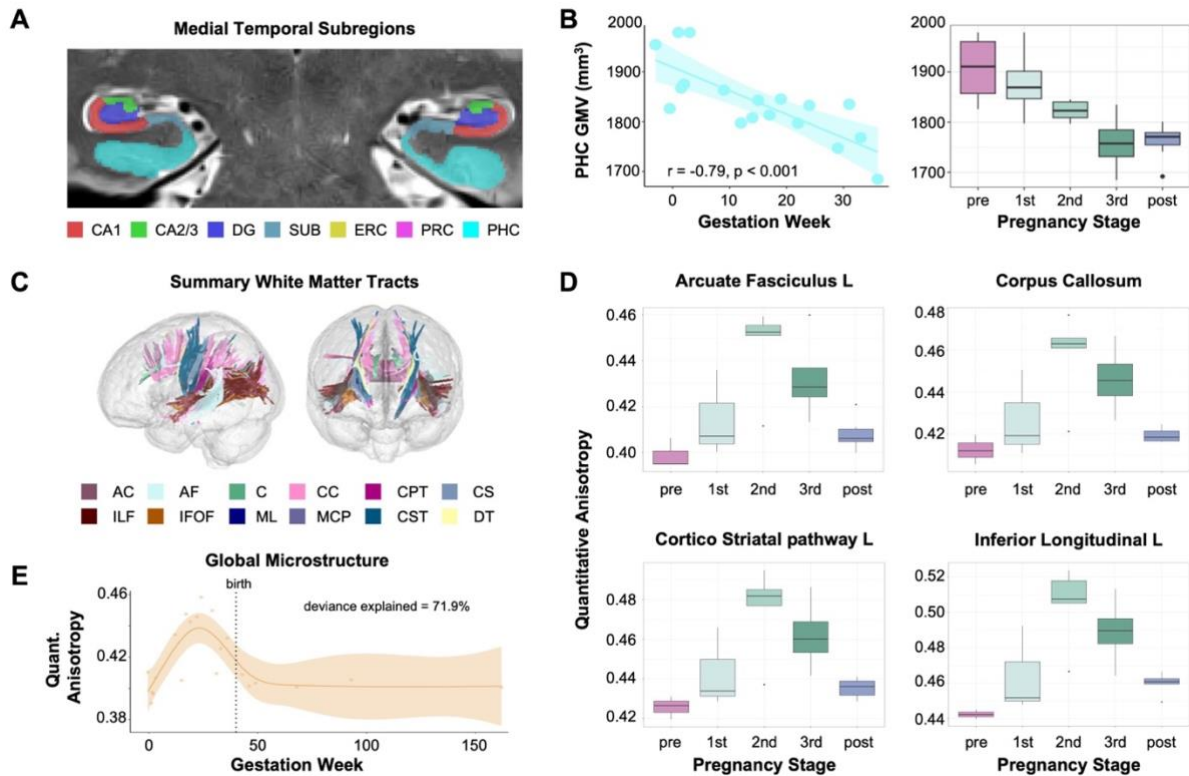 A
Medial Temporal Subregions
CA1 CA2/3 DG SUB ERC PRC PHC
B
PHC GMV (mm³)
2000
1900
1800
1700
r = -0.79, p < 0.001
0 10 20 30
Gestation Week
2000
1900
1800
1700
pre 1st 2nd 3rd post
Pregnancy Stage
C
Summary White Matter Tracts
AC AF C CC CPT CS
ILF IFOF ML MCP CST DT
D
Quantitative Anisotropy
Arcuate Fasciculus L
0.46
0.44
0.42
0.40
pre 1st 2nd 3rd post
Corpus Callosum
0.48
0.46
0.44
0.42
pre 1st 2nd 3rd post
Cortico Striatal pathway L
0.48
0.46
0.44
0.42
pre 1st 2nd 3rd post
Inferior Longitudinal L
0.52
0.50
0.48
0.46
0.44
pre 1st 2nd 3rd post
Pregnancy Stage
Pregnancy Stage
E
Global Microstructure
birth
deviance explained = 71.9%
Quant.
Anisotropy
0.46
0.42
0.38
0 50 100 150
Gestation Week